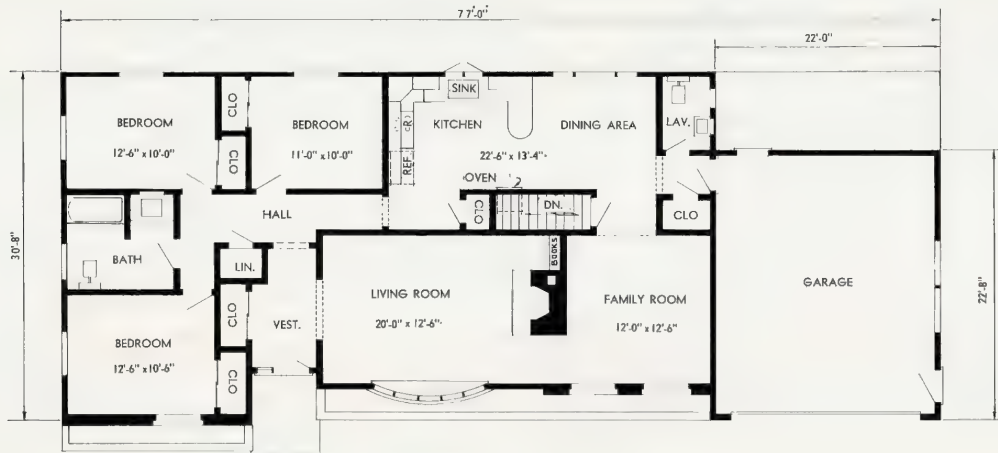 77'-0"
22'-0"
30'-8"
22'-8"
BEDROOM
12'-6" x 10'-0"
CLO
CLO
BEDROOM
11'-0" x 10'-0"
SINK
KITCHEN
DINING AREA
22'-6" x 13'-4"
REF.
OVEN
LAV.
CLO
DN.
CLO
HALL
BATH
LIN.
BOOKS
LIVING ROOM
20'-0" x 12'-6"
FAMILY ROOM
12'-0" x 12'-6"
GARAGE
VEST.
CLO
CLO
BEDROOM
12'-6" x 10'-6"